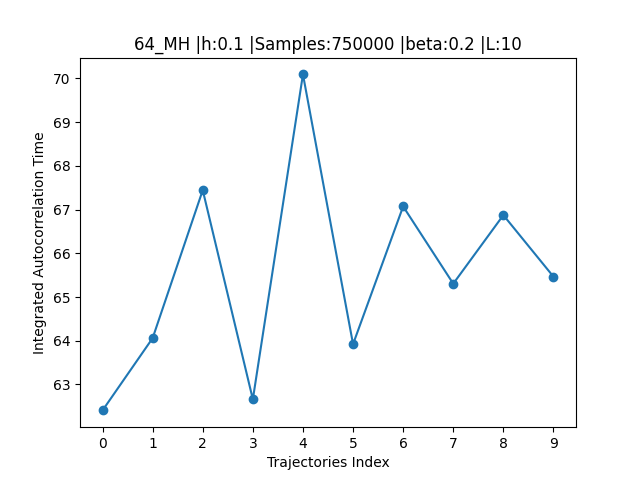 64_MH |h:0.1 |Samples:750000 |beta:0.2 |L:10
Integrated Autocorrelation Time
70
69
68
67
66
65
64
63
0 1 2 3 4 5 6 7 8 9
Trajectories Index